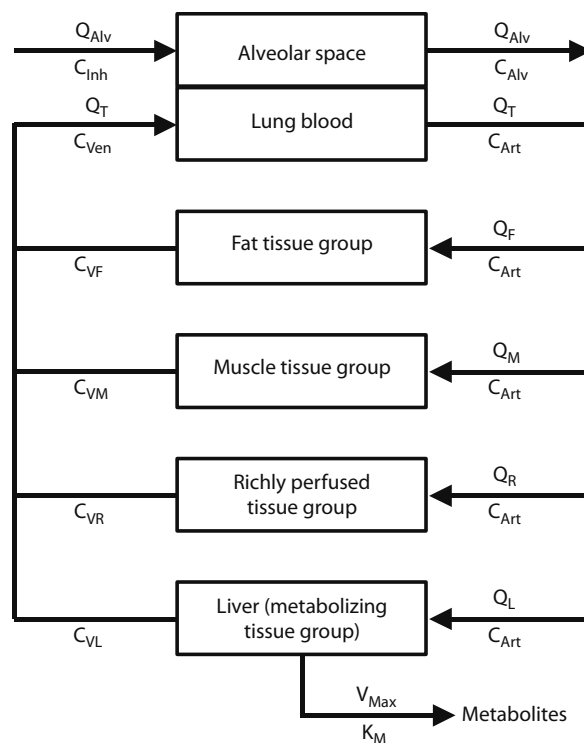 Q_Alv
Alveolar space
Q_Alv
C_Inh
C_Alv
Q_T
Lung blood
Q_T
C_Ven
C_Art
Fat tissue group
Q_F
C_VF
C_Art
Muscle tissue group
Q_M
C_VM
C_Art
Richly perfused
tissue group
Q_R
C_VR
C_Art
Liver (metabolizing
tissue group)
Q_L
C_VL
C_Art
V_Max
K_M
Metabolites